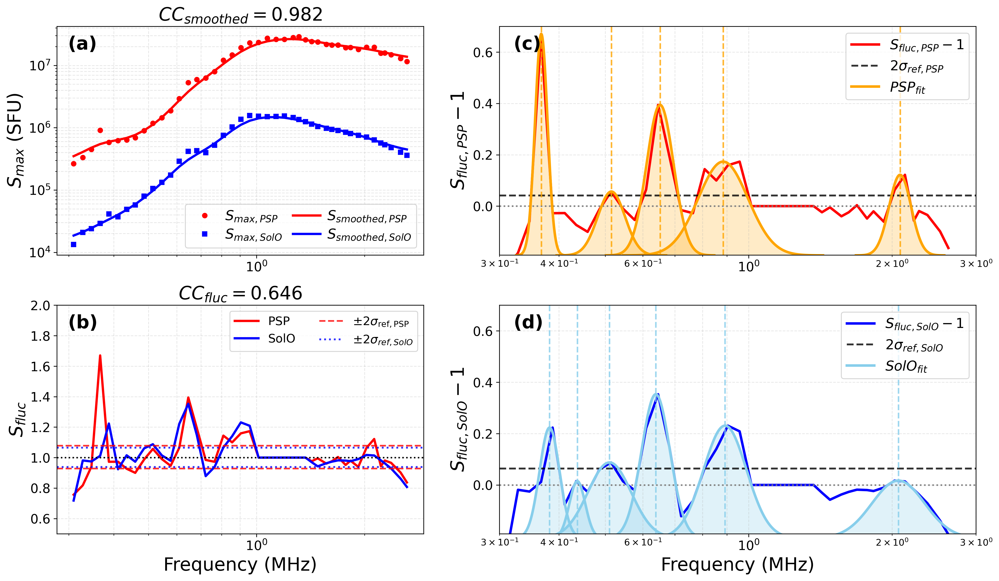 CC_smoothed = 0.982
(a)
S_max (SFU)
10^7
10^6
10^5
10^4
S_max, PSP
S_smoothed, PSP
S_max, SolO
S_smoothed, SolO
10^0
(c)
S_fluc, PSP − 1
0.6
0.4
0.2
0.0
S_fluc, PSP − 1
2σ_ref, PSP
PSP_fit
3 × 10^−1
4 × 10^−1
6 × 10^−1
10^0
2 × 10^0
3 × 10^0
CC_fluc = 0.646
(b)
S_fluc
2.0
1.8
1.6
1.4
1.2
1.0
0.8
0.6
PSP
±2σ_ref, PSP
SolO
±2σ_ref, SolO
10^0
Frequency (MHz)
(d)
S_fluc, SolO − 1
0.6
0.4
0.2
0.0
S_fluc, SolO − 1
2σ_ref, SolO
SolO_fit
3 × 10^−1
4 × 10^−1
6 × 10^−1
10^0
2 × 10^0
3 × 10^0
Frequency (MHz)